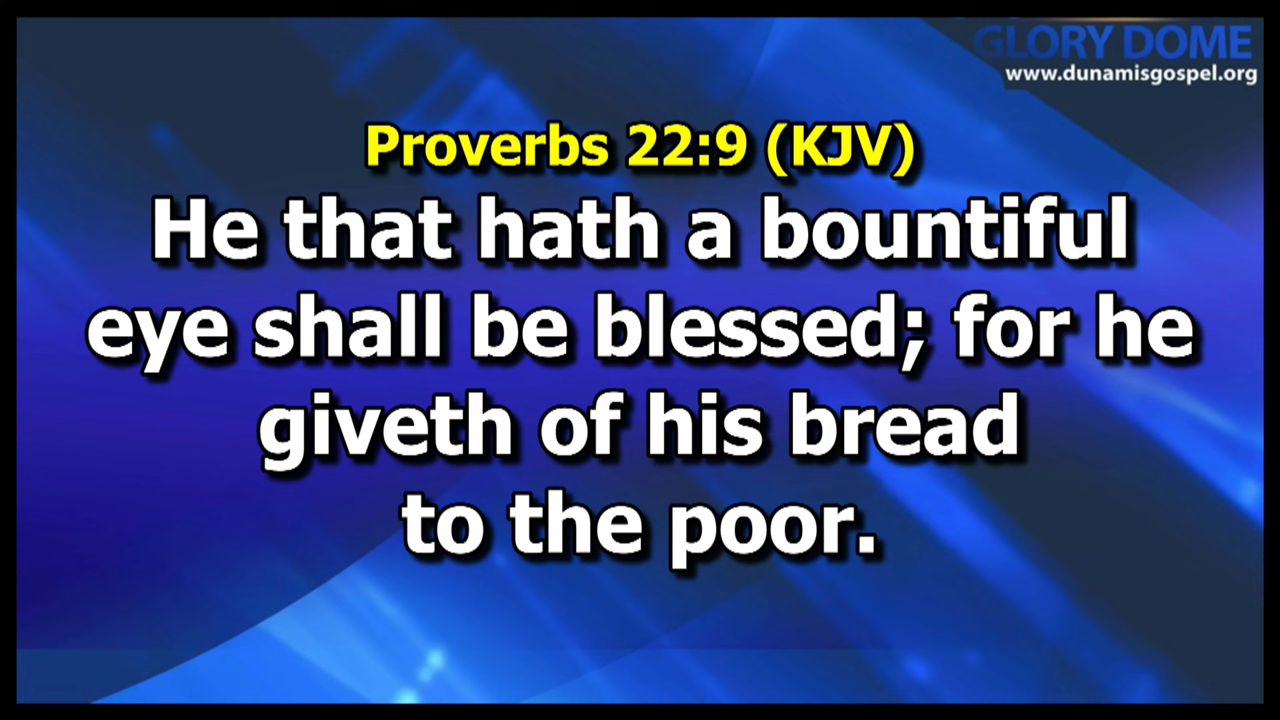 GLORY DOME
www.dunamisgospel.org
Proverbs 22:9 (KJV)
He that hath a bountiful
eye shall be blessed; for he
giveth of his bread
to the poor.